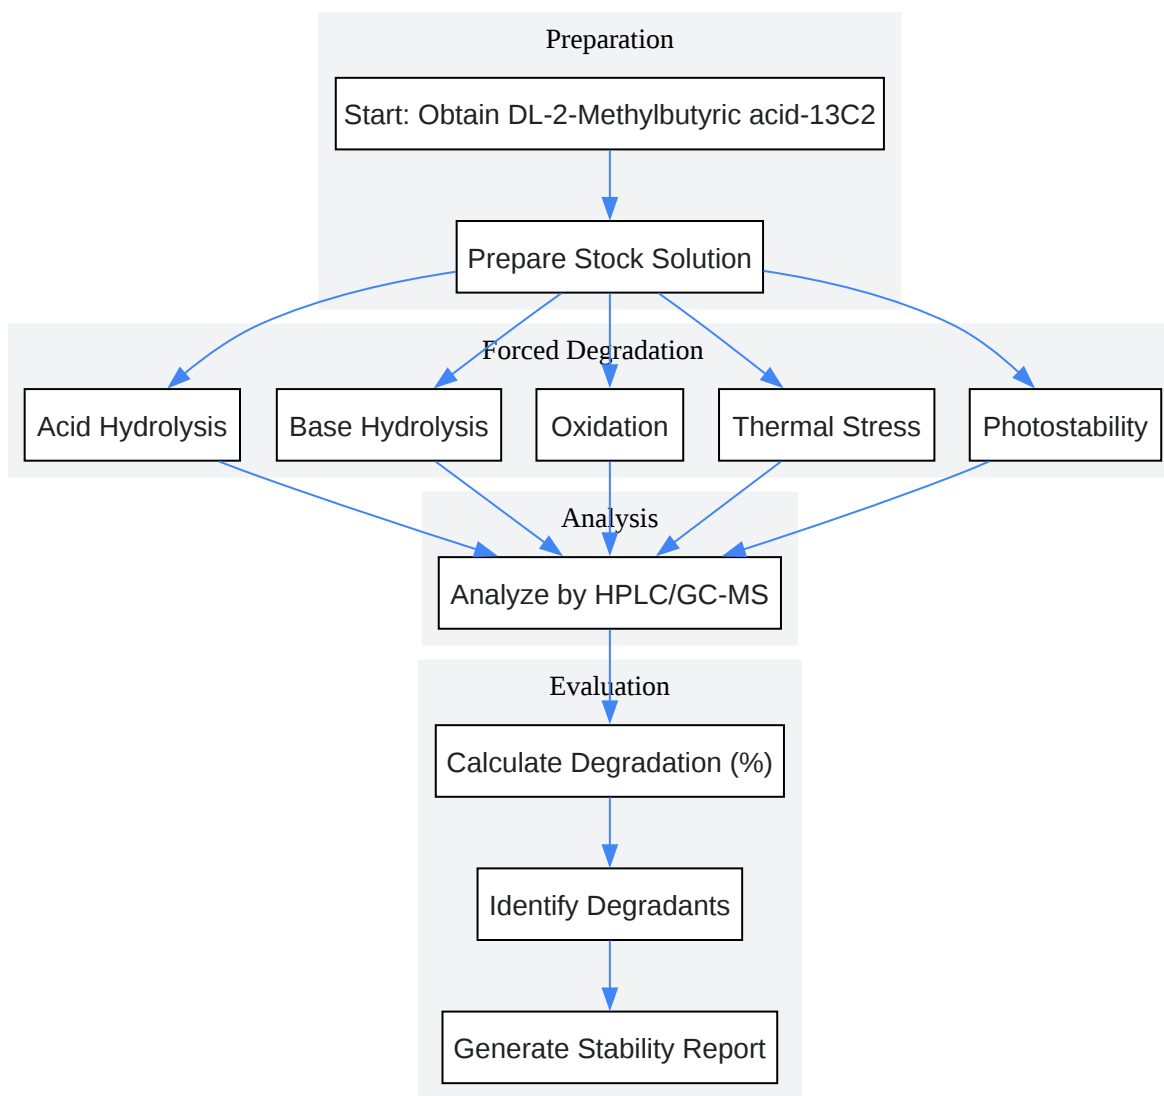 Preparation
Start: Obtain DL-2-Methylbutyric acid-13C2
Prepare Stock Solution
Forced Degradation
Acid Hydrolysis
Base Hydrolysis
Oxidation
Thermal Stress
Photostability
Analysis
Analyze by HPLC/GC-MS
Evaluation
Calculate Degradation (%)
Identify Degradants
Generate Stability Report